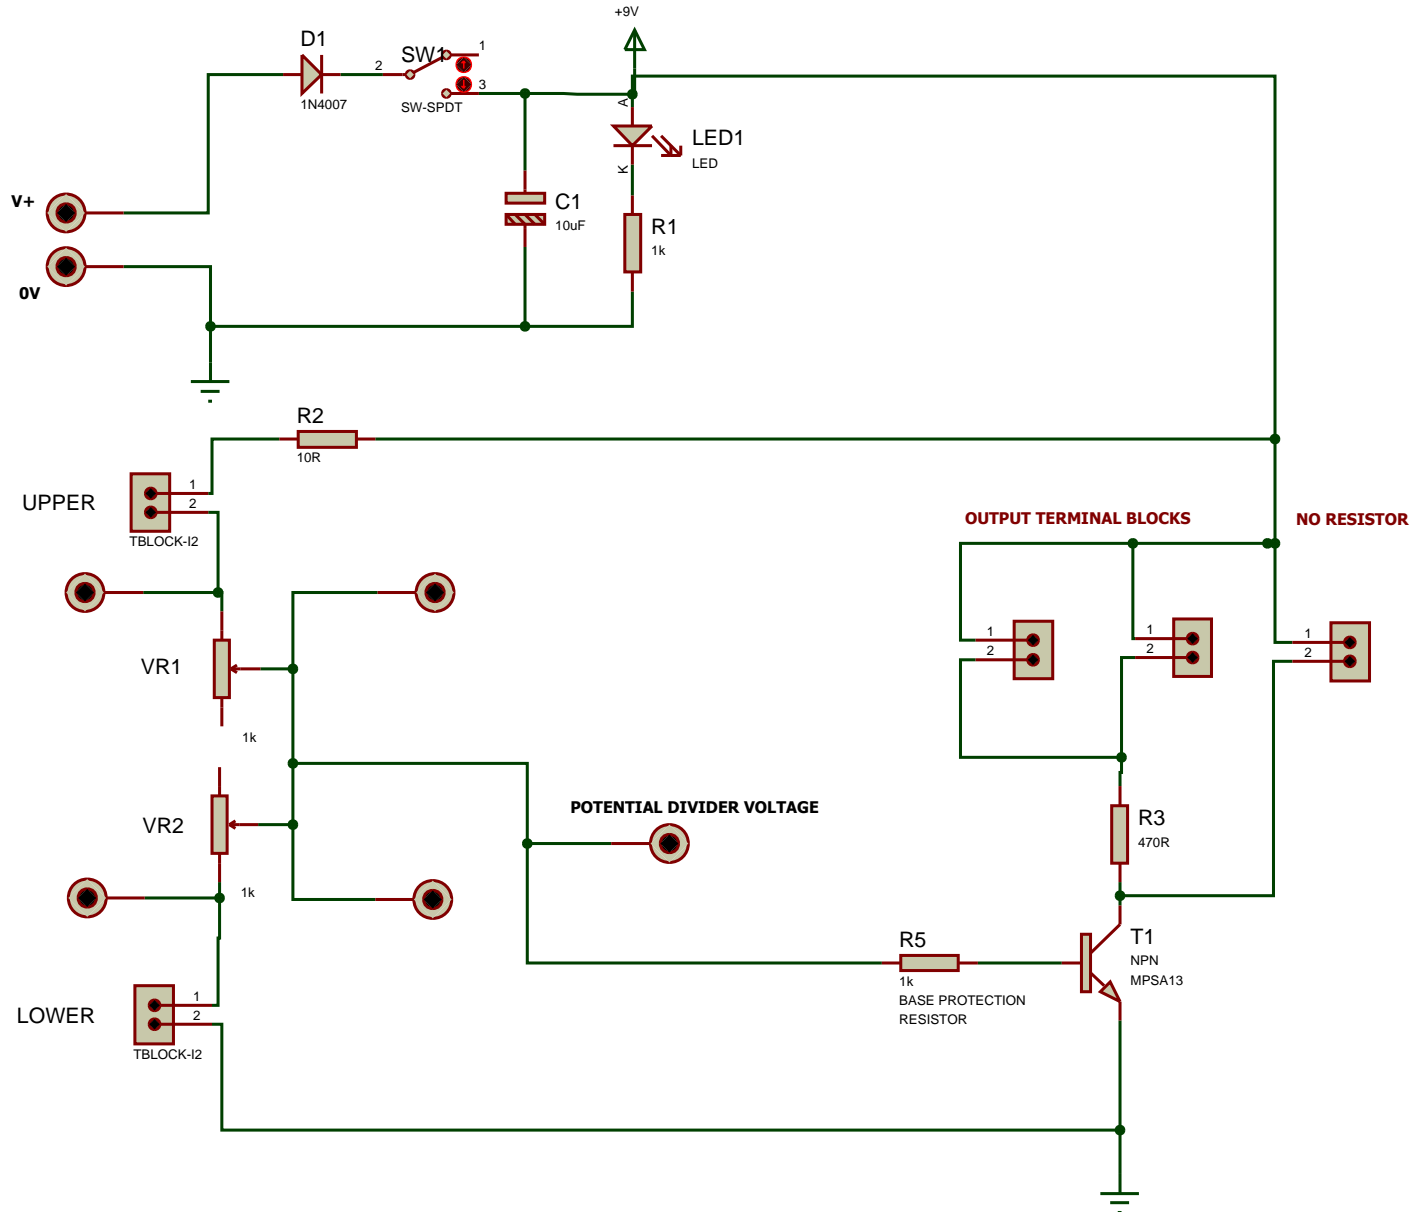 +9V
D1
1N4007
2
SW1
1
3
SW-SPDT
A
K
LED1
LED
V+
0V
C1
10uF
R1
1k
R2
10R
UPPER
1
2
TBLOCK-I2
OUTPUT TERMINAL BLOCKS
NO RESISTOR
1
2
1
2
1
2
VR1
1k
VR2
1k
POTENTIAL DIVIDER VOLTAGE
R3
470R
R5
1k
BASE PROTECTION
RESISTOR
T1
NPN
MPSA13
LOWER
1
2
TBLOCK-I2